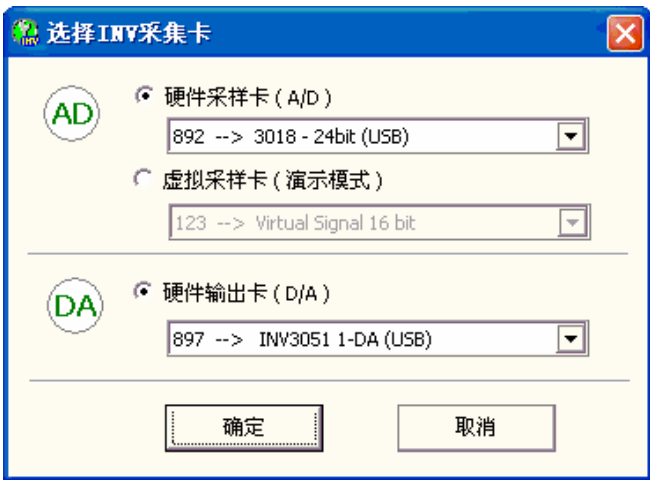 INV 选择INV采集卡
AD
硬件采样卡 ( A/D )
892 --> 3018 - 24bit (USB)
虚拟采样卡 ( 演示模式 )
123 --> Virtual Signal 16 bit
DA
硬件输出卡 ( D/A )
897 --> INV3051 1-DA (USB)
确定 取消